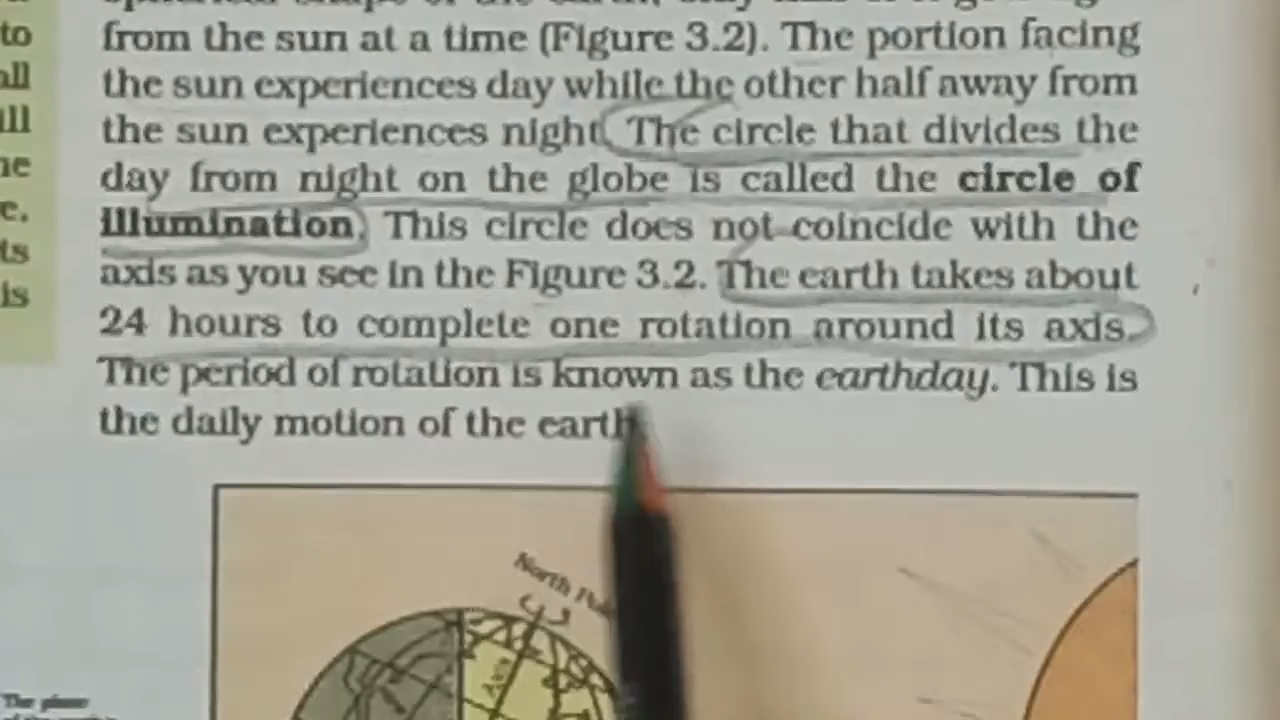 to
all
ill
ne
e.
ts
is
from the sun at a time (Figure 3.2). The portion facing
the sun experiences day while the other half away from
the sun experiences night. The circle that divides the
day from night on the globe is called the circle of
illumination. This circle does not coincide with the
axis as you see in the Figure 3.2. The earth takes about
24 hours to complete one rotation around its axis.
The period of rotation is known as the earthday. This is
the daily motion of the earth
North
Axis
The plane